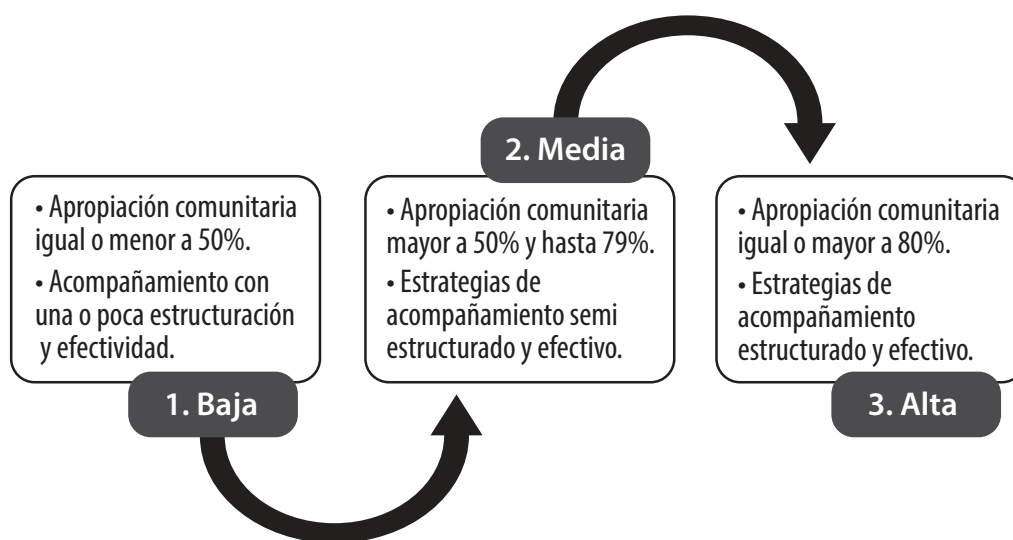 • Apropiación comunitaria
igual o menor a 50%.
• Acompañamiento con
una o poca estructuración
y efectividad.
1. Baja
2. Media
• Apropiación comunitaria
mayor a 50% y hasta 79%.
• Estrategias de
acompañamiento semi
estructurado y efectivo.
• Apropiación comunitaria
igual o mayor a 80%.
• Estrategias de
acompañamiento
estructurado y efectivo.
3. Alta